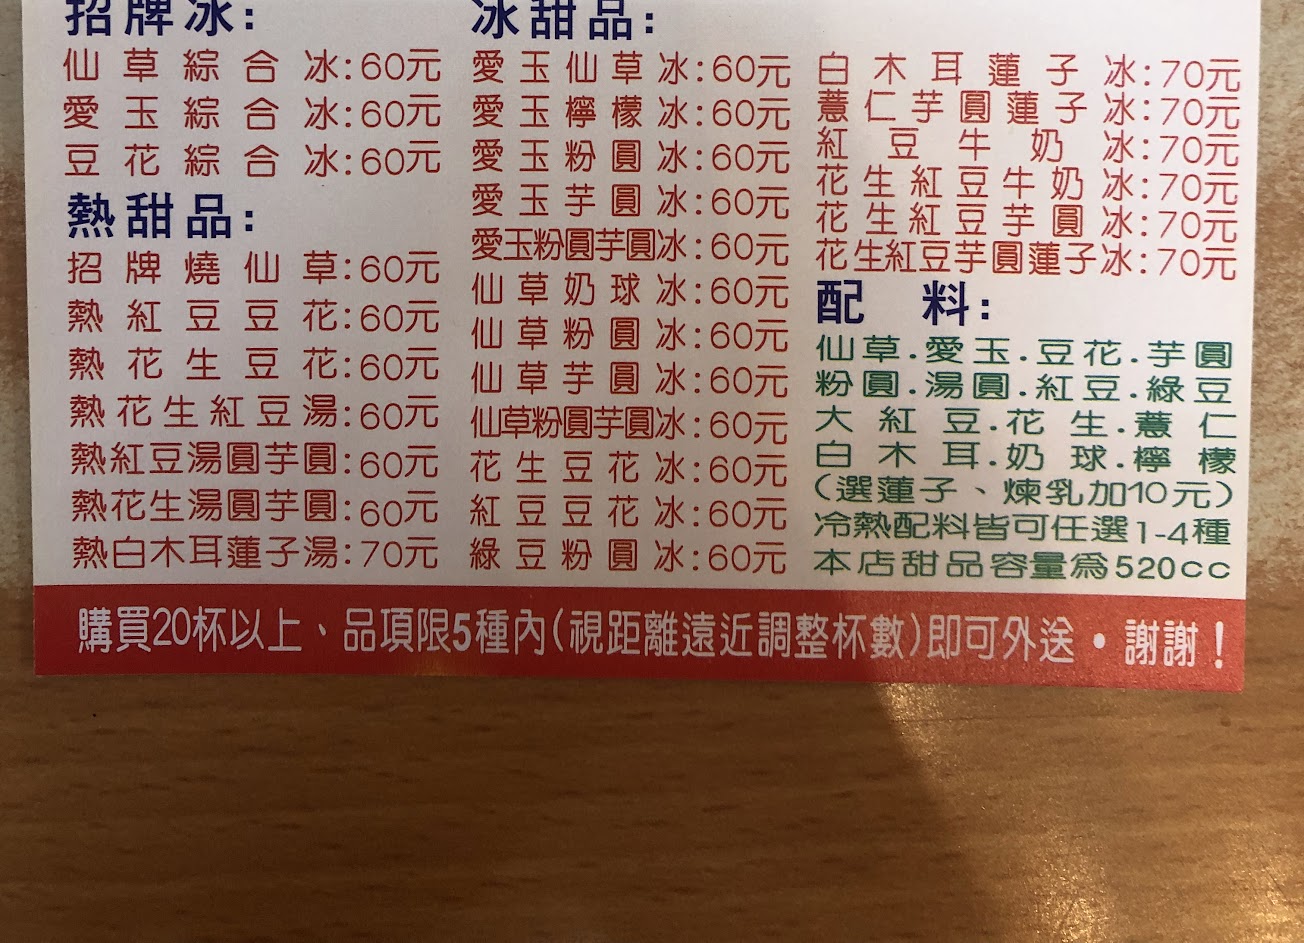 招牌冰:
仙草綜合冰:60元
愛玉綜合冰:60元
豆花綜合冰:60元
熱甜品:
招牌燒仙草:60元
熱紅豆豆花:60元
熱花生豆花:60元
熱花生紅豆湯:60元
熱紅豆湯圓芋圓:60元
熱花生湯圓芋圓:60元
熱白木耳蓮子湯:70元
冰甜品:
愛玉仙草冰:60元
愛玉檸檬冰:60元
愛玉粉圓冰:60元
愛玉芋圓冰:60元
愛玉粉圓芋圓冰:60元
仙草奶球冰:60元
仙草粉圓冰:60元
仙草芋圓冰:60元
仙草粉圓芋圓冰:60元
花生豆花冰:60元
紅豆豆花冰:60元
綠豆粉圓冰:60元
白木耳蓮子冰:70元
薏仁芋圓蓮子冰:70元
紅豆牛奶冰:70元
花生紅豆牛奶冰:70元
花生紅豆芋圓冰:70元
花生紅豆芋圓蓮子冰:70元
配料:
仙草.愛玉.豆花.芋圓
粉圓.湯圓.紅豆.綠豆
大紅豆.花生.薏仁
白木耳.奶球.檸檬
(選蓮子、煉乳加10元)
冷熱配料皆可任選1-4種
本店甜品容量為520cc
購買20杯以上、品項限5種內(視距離遠近調整杯數)即可外送・謝謝!